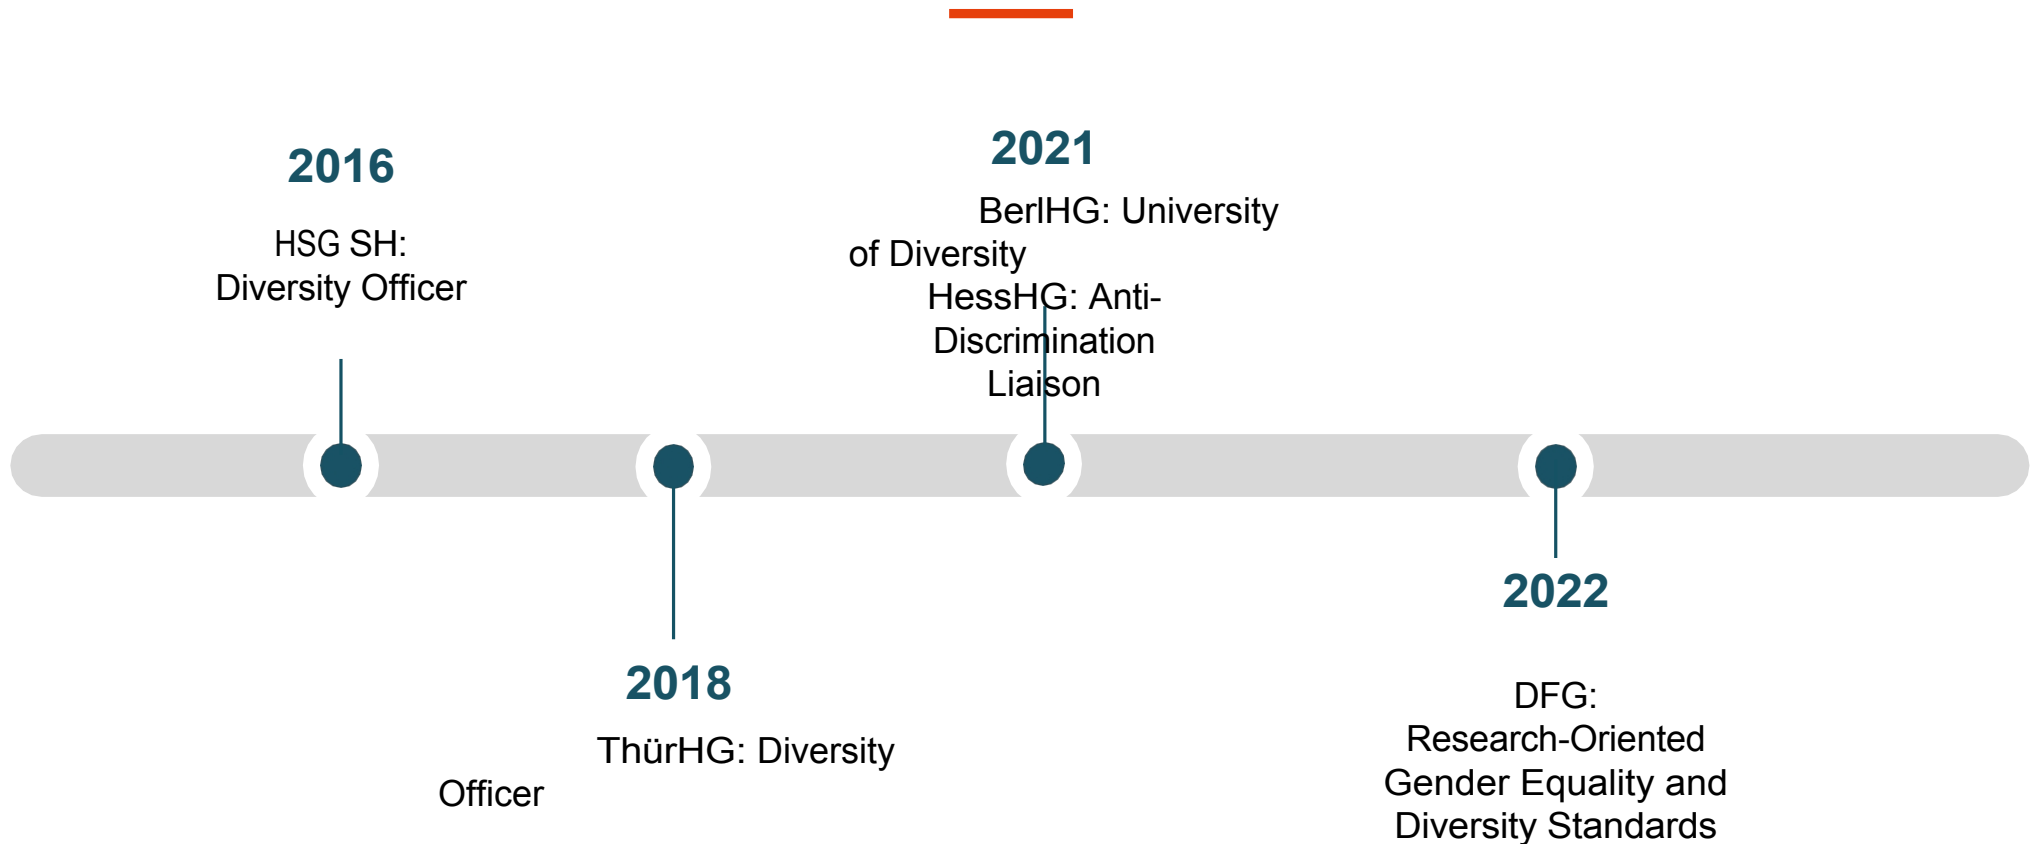 2016
HSG SH:
Diversity Officer
2018
ThürHG: Diversity
Officer
2021
BerlHG: University
of Diversity
HessHG: Anti-
Discrimination
Liaison
2022
DFG:
Research-Oriented
Gender Equality and
Diversity Standards